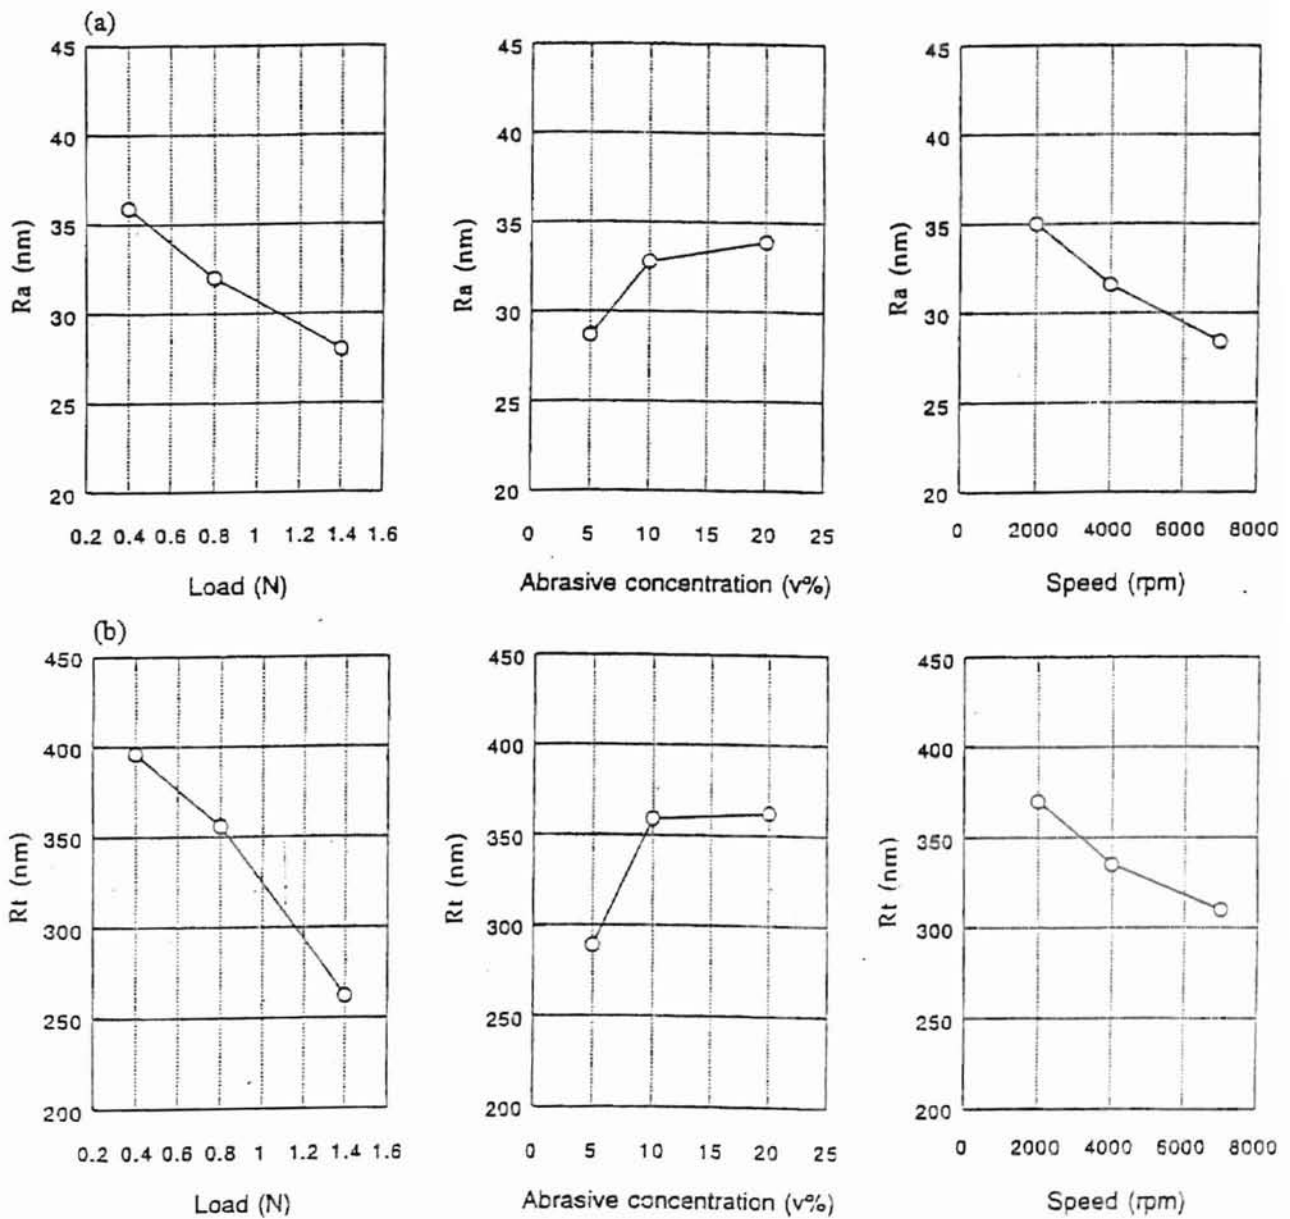 (a)
45
40
35
30
25
20
Ra (nm)
0.2 0.4 0.6 0.8 1 1.2 1.4 1.6
Load (N)
45
40
35
30
25
20
Ra (nm)
0 5 10 15 20 25
Abrasive concentration (v%)
45
40
35
30
25
20
Ra (nm)
0 2000 4000 6000 8000
Speed (rpm)
(b)
450
400
350
300
250
200
Rt (nm)
0.2 0.4 0.6 0.8 1 1.2 1.4 1.6
Load (N)
450
400
350
300
250
200
Rt (nm)
0 5 10 15 20 25
Abrasive concentration (v%)
450
400
350
300
250
200
Rt (nm)
0 2000 4000 6000 8000
Speed (rpm)